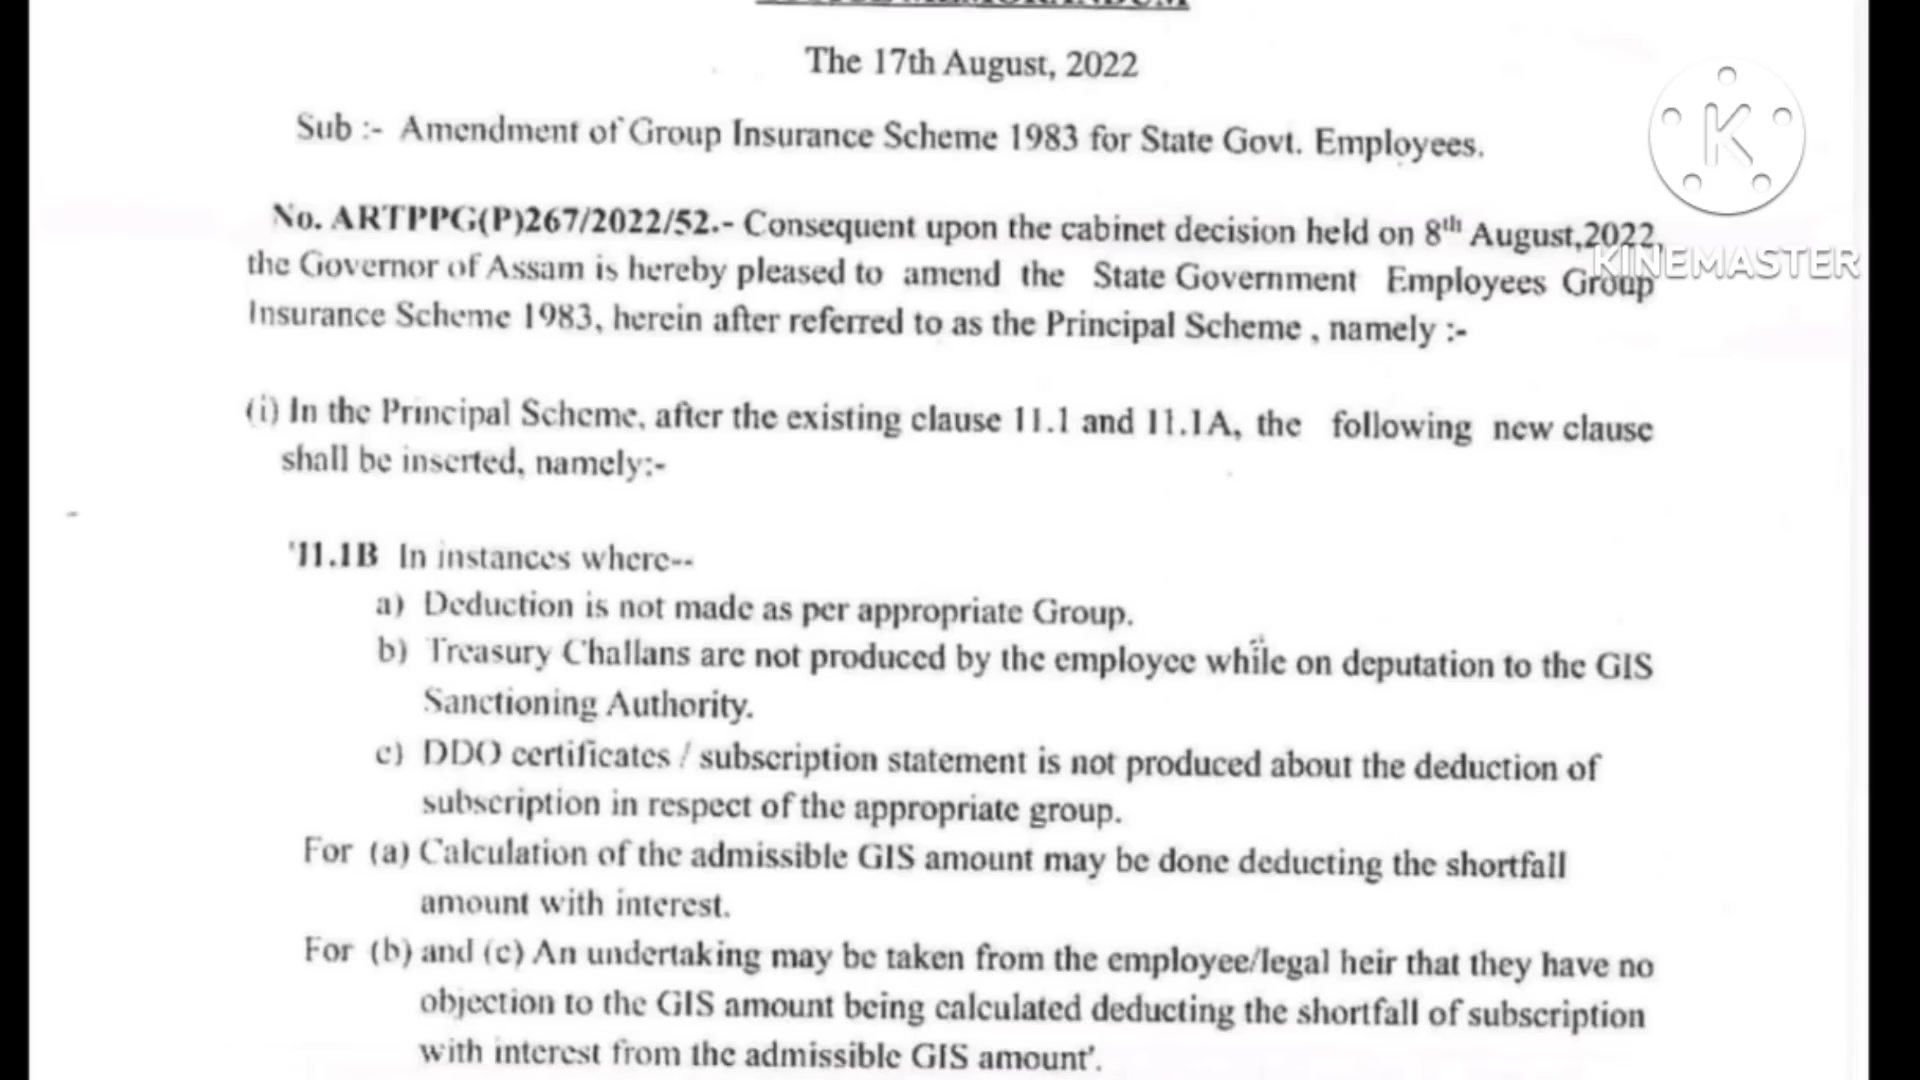 The 17th August, 2022
Sub :- Amendment of Group Insurance Scheme 1983 for State Govt. Employees.
K
KINEMASTER
No. ARTPPG(P)267/2022/52.- Consequent upon the cabinet decision held on 8th August,2022,
the Governor of Assam is hereby pleased to amend the State Government Employees Group
Insurance Scheme 1983, herein after referred to as the Principal Scheme , namely :-
(i) In the Principal Scheme, after the existing clause 11.1 and 11.1A, the following new clause
shall be inserted, namely:-
'11.1B In instances where--
a) Deduction is not made as per appropriate Group.
b) Treasury Challans are not produced by the employee while on deputation to the GIS
Sanctioning Authority.
c) DDO certificates / subscription statement is not produced about the deduction of
subscription in respect of the appropriate group.
For (a) Calculation of the admissible GIS amount may be done deducting the shortfall
amount with interest.
For (b) and (c) An undertaking may be taken from the employee/legal heir that they have no
objection to the GIS amount being calculated deducting the shortfall of subscription
with interest from the admissible GIS amount'.